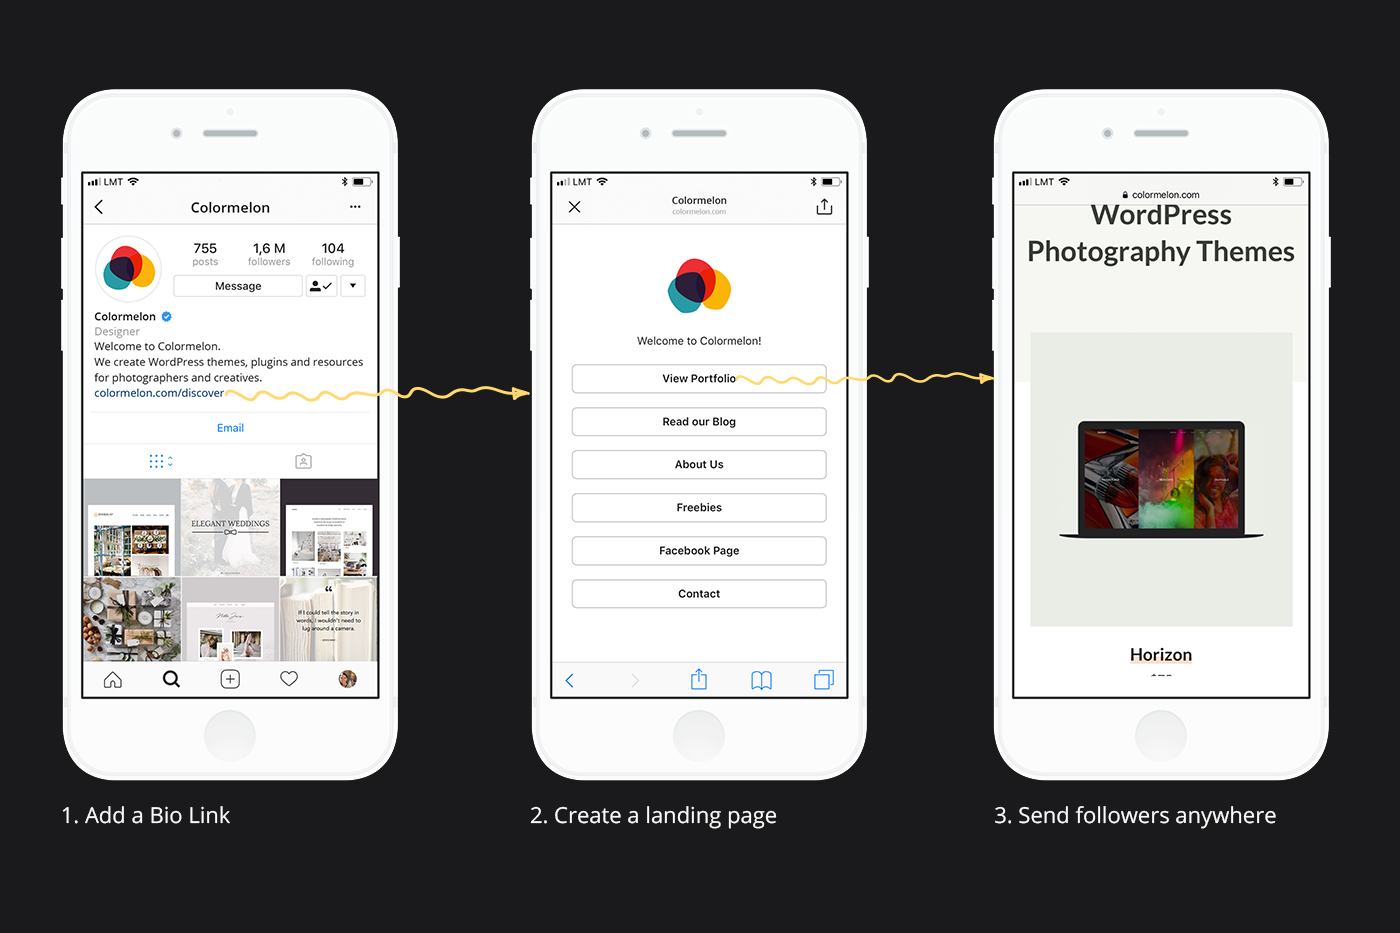 LMT
Colormelon
755
1,6 M
104
posts
followers
following
Message
Colormelon
Designer
Welcome to Colormelon.
We create WordPress themes, plugins and resources
for photographers and creatives.
colormelon.com/discover
Email
ELEGANT WEDDINGS
If I could tell the story in
words, I wouldn't need to
lug around a camera.
1. Add a Bio Link
LMT
Colormelon
colormelon.com
Welcome to Colormelon!
View Portfolio
Read our Blog
About Us
Freebies
Facebook Page
Contact
2. Create a landing page
LMT
colormelon.com
WordPress
Photography Themes
Horizon
3. Send followers anywhere